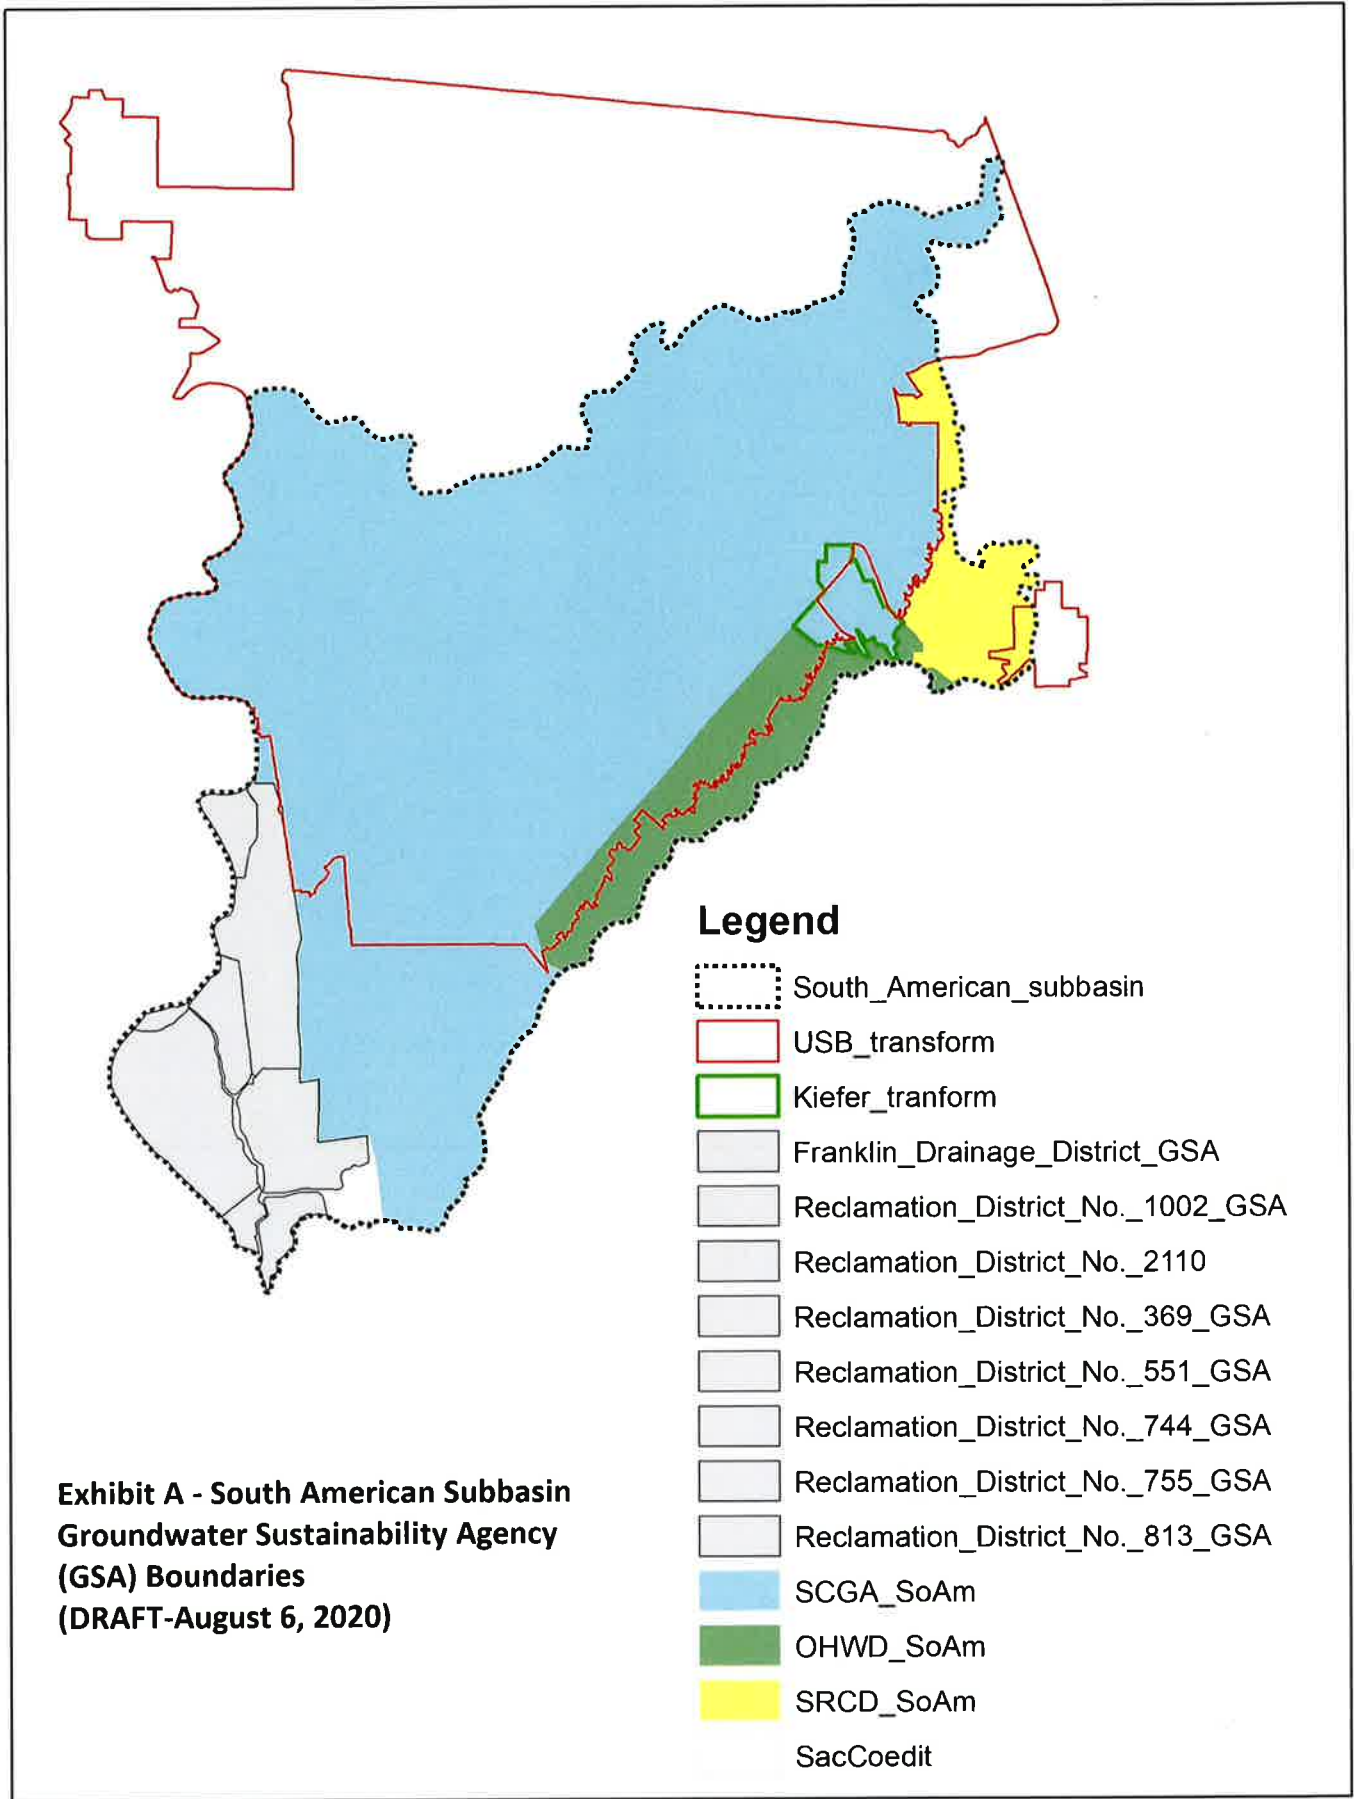 Legend
South_American_subbasin
USB_transform
Kiefer_tranform
Franklin_Drainage_District_GSA
Reclamation_District_No._1002_GSA
Reclamation_District_No._2110
Reclamation_District_No._369_GSA
Reclamation_District_No._551_GSA
Reclamation_District_No._744_GSA
Reclamation_District_No._755_GSA
Reclamation_District_No._813_GSA
SCGA_SoAm
OHWD_SoAm
SRCD_SoAm
SacCoedit
Exhibit A - South American Subbasin
Groundwater Sustainability Agency
(GSA) Boundaries
(DRAFT-August 6, 2020)